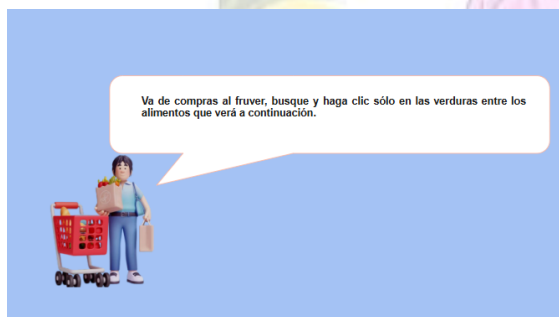 Va de compras al fruver, busque y haga clic sólo en las verduras entre los
alimentos que verá a continuación.